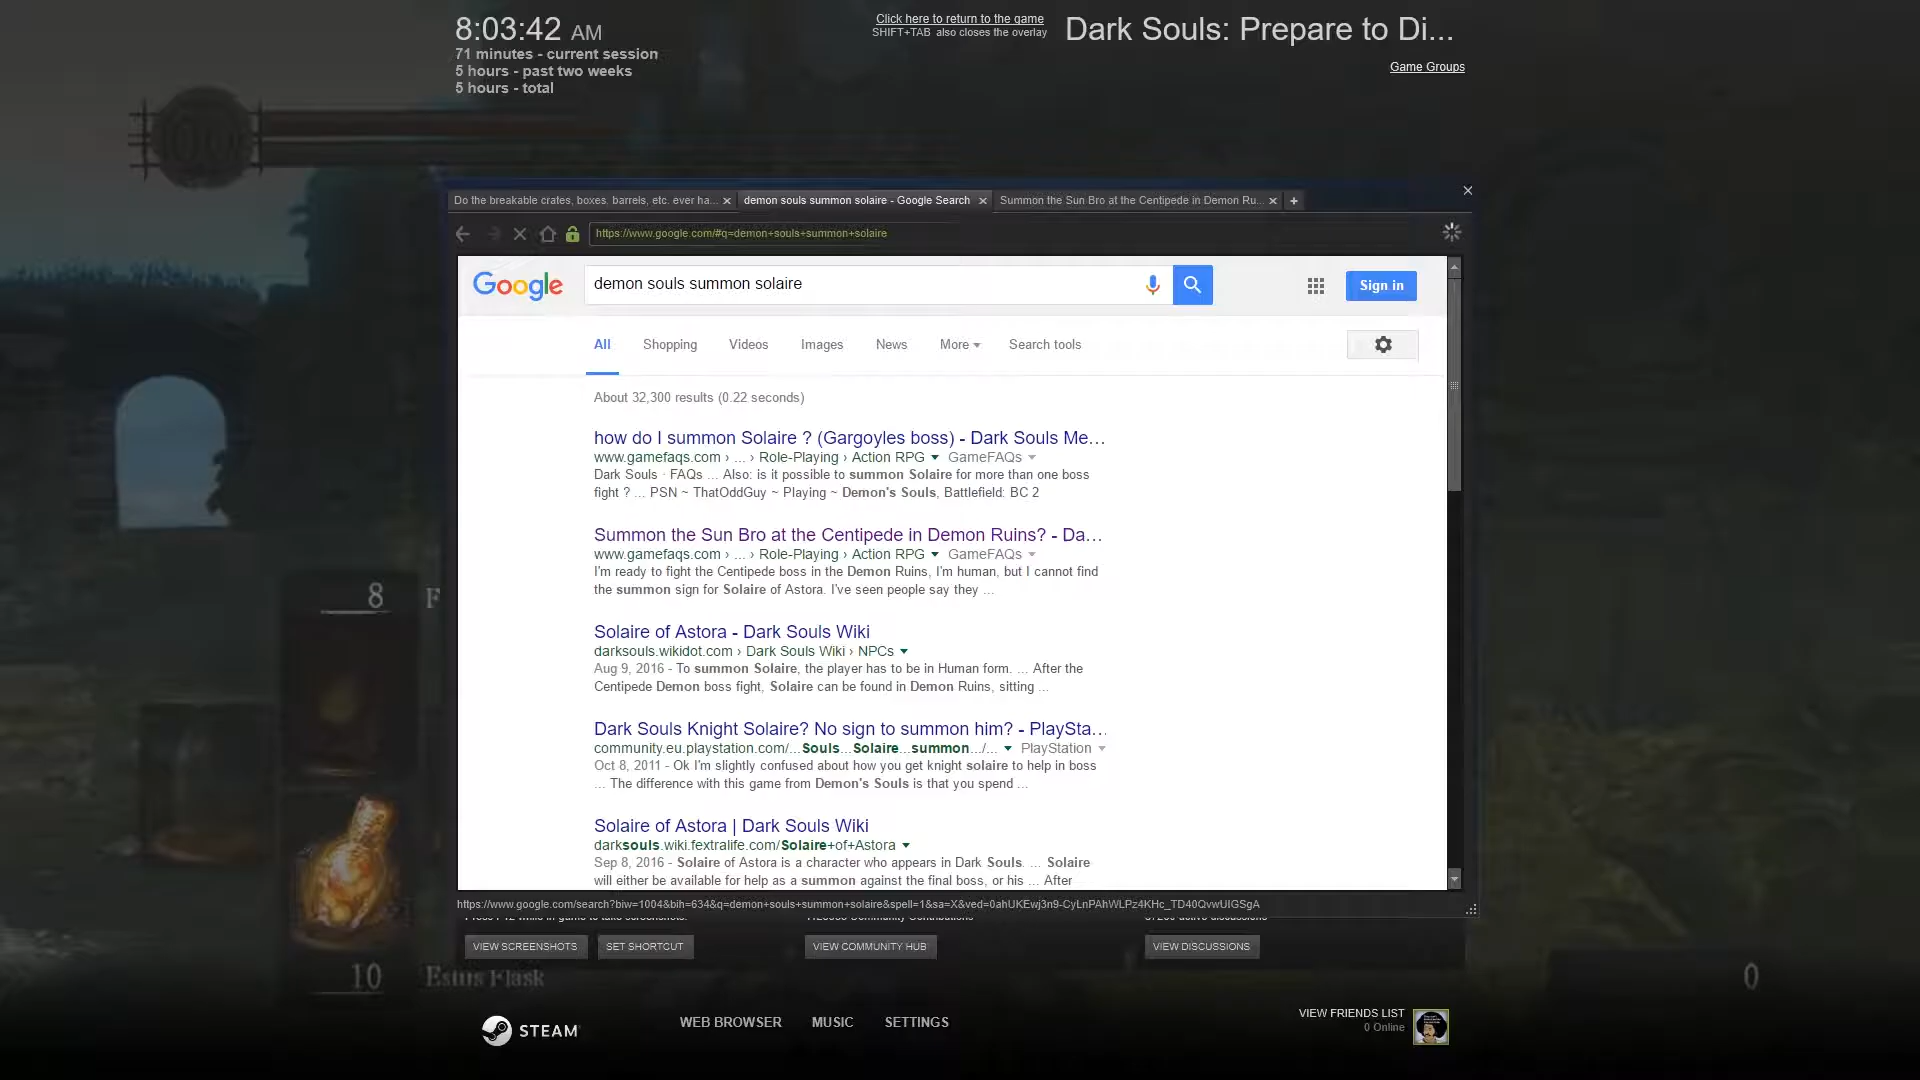 8:03:42 AM
71 minutes - current session
5 hours - past two weeks
5 hours - total
Click here to return to the game
SHIFT+TAB also closes the overlay
Dark Souls: Prepare to Di...
Game Groups
Do the breakable crates, boxes, barrels, etc. ever ha...
demon souls summon solaire - Google Search
Summon the Sun Bro at the Centipede in Demon Ru...
https://www.google.com/#q=demon+souls+summon+solaire
Google
demon souls summon solaire
Sign in
All Shopping Videos Images News More Search tools
About 32,300 results (0.22 seconds)
how do I summon Solaire ? (Gargoyles boss) - Dark Souls Me...
www.gamefaqs.com › ... › Role-Playing › Action RPG GameFAQs
Dark Souls · FAQs ... Also: is it possible to summon Solaire for more than one boss
fight ? ... PSN ~ ThatOddGuy ~ Playing ~ Demon's Souls, Battlefield: BC 2
Summon the Sun Bro at the Centipede in Demon Ruins? - Da...
www.gamefaqs.com › ... › Role-Playing › Action RPG GameFAQs
I'm ready to fight the Centipede boss in the Demon Ruins, I'm human, but I cannot find
the summon sign for Solaire of Astora. I've seen people say they ...
Solaire of Astora - Dark Souls Wiki
darksouls.wikidot.com › Dark Souls Wiki › NPCs
Aug 9, 2016 - To summon Solaire, the player has to be in Human form. ... After the
Centipede Demon boss fight, Solaire can be found in Demon Ruins, sitting ...
Dark Souls Knight Solaire? No sign to summon him? - PlaySta...
community.eu.playstation.com/...Souls...Solaire...summon.../... PlayStation
Oct 8, 2011 - Ok I'm slightly confused about how you get knight solaire to help in boss
... The difference with this game from Demon's Souls is that you spend ...
Solaire of Astora | Dark Souls Wiki
darksouls.wiki.fextralife.com/Solaire+of+Astora
Sep 8, 2016 - Solaire of Astora is a character who appears in Dark Souls. ... Solaire
will either be available for help as a summon against the final boss, or his ... After
https://www.google.com/search?biw=1004&bih=634&q=demon+souls+summon+solaire&spell=1&sa=X&ved=0ahUKEwj3n9-CyLnPAhWLPz4KHc_TD40QvwUIGSgA
VIEW SCREENSHOTS
SET SHORTCUT
VIEW COMMUNITY HUB
VIEW DISCUSSIONS
8
F
10
Estus Flask
0
STEAM
WEB BROWSER
MUSIC
SETTINGS
VIEW FRIENDS LIST
0 Online